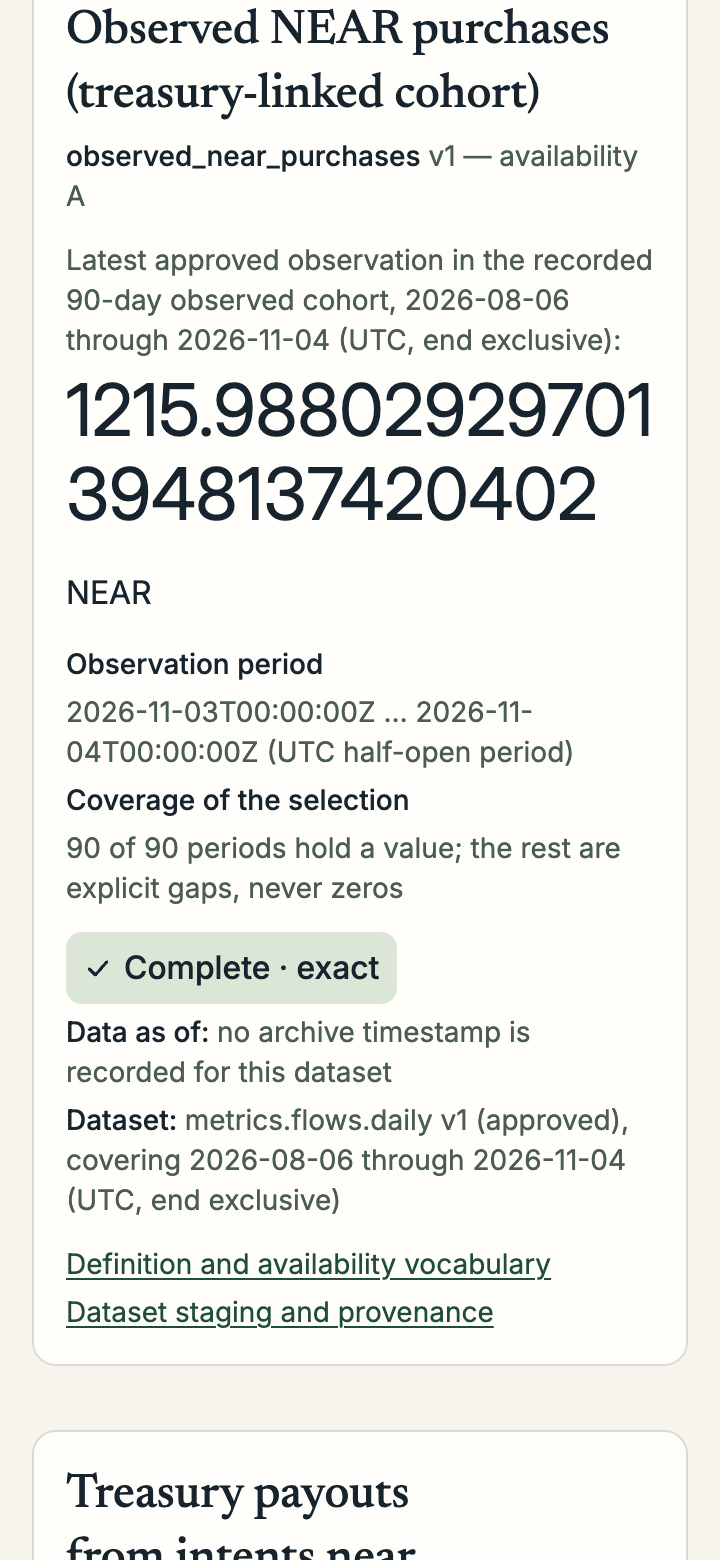 Observed NEAR purchases
(treasury-linked cohort)
observed_near_purchases v1 — availability
A
Latest approved observation in the recorded
90-day observed cohort, 2026-08-06
through 2026-11-04 (UTC, end exclusive):
1215.98802929701
3948137420402
NEAR
Observation period
2026-11-03T00:00:00Z … 2026-11-
04T00:00:00Z (UTC half-open period)
Coverage of the selection
90 of 90 periods hold a value; the rest are
explicit gaps, never zeros
✓ Complete · exact
Data as of: no archive timestamp is
recorded for this dataset
Dataset: metrics.flows.daily v1 (approved),
covering 2026-08-06 through 2026-11-04
(UTC, end exclusive)
Definition and availability vocabulary
Dataset staging and provenance
Treasury payouts
from intents near